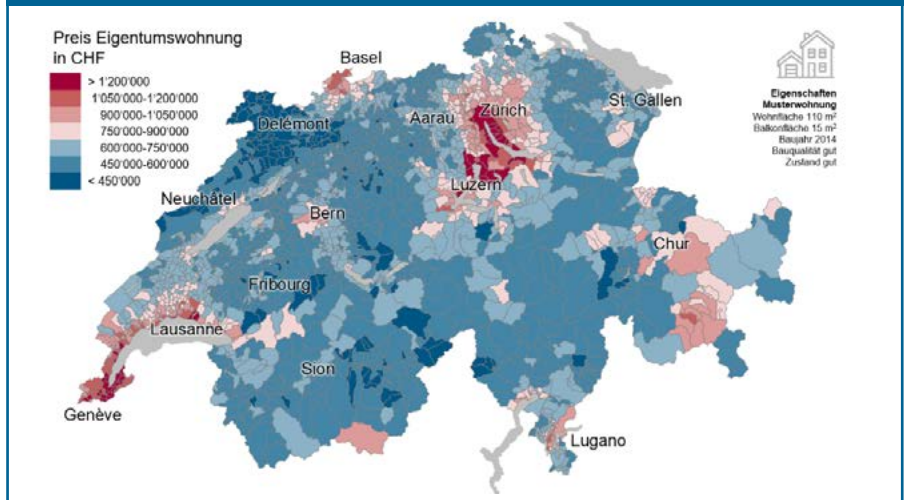 Preis Eigentumswohnung
in CHF
> 1'200'000
1'050'000-1'200'000
900'000-1'050'000
750'000-900'000
600'000-750'000
450'000-600'000
< 450'000
Basel
Zürich
St. Gallen
Aarau
Delémont
Luzern
Neuchâtel
Bern
Chur
Fribourg
Lausanne
Sion
Genève
Lugano
Eigenschaften
Musterwohnung
Wohnfläche 110 m²
Balkonfläche 15 m²
Baujahr 2014
Bauqualität gut
Zustand gut